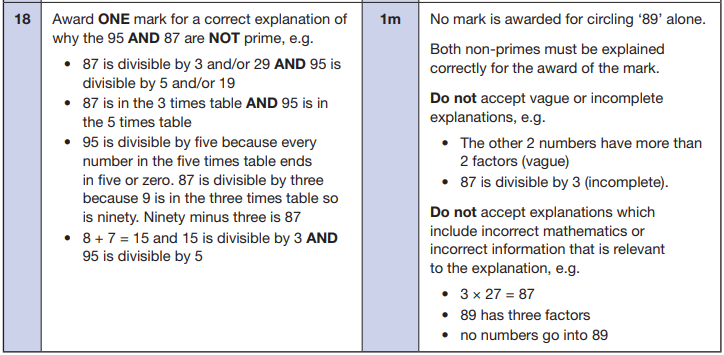 18
Award ONE mark for a correct explanation of
why the 95 AND 87 are NOT prime, e.g.
• 87 is divisible by 3 and/or 29 AND 95 is
divisible by 5 and/or 19
• 87 is in the 3 times table AND 95 is in
the 5 times table
• 95 is divisible by five because every
number in the five times table ends
in five or zero. 87 is divisible by three
because 9 is in the three times table so
is ninety. Ninety minus three is 87
• 8 + 7 = 15 and 15 is divisible by 3 AND
95 is divisible by 5
1m
No mark is awarded for circling ‘89’ alone.
Both non-primes must be explained
correctly for the award of the mark.
Do not accept vague or incomplete
explanations, e.g.
• The other 2 numbers have more than
2 factors (vague)
• 87 is divisible by 3 (incomplete).
Do not accept explanations which
include incorrect mathematics or
incorrect information that is relevant
to the explanation, e.g.
• 3 × 27 = 87
• 89 has three factors
• no numbers go into 89